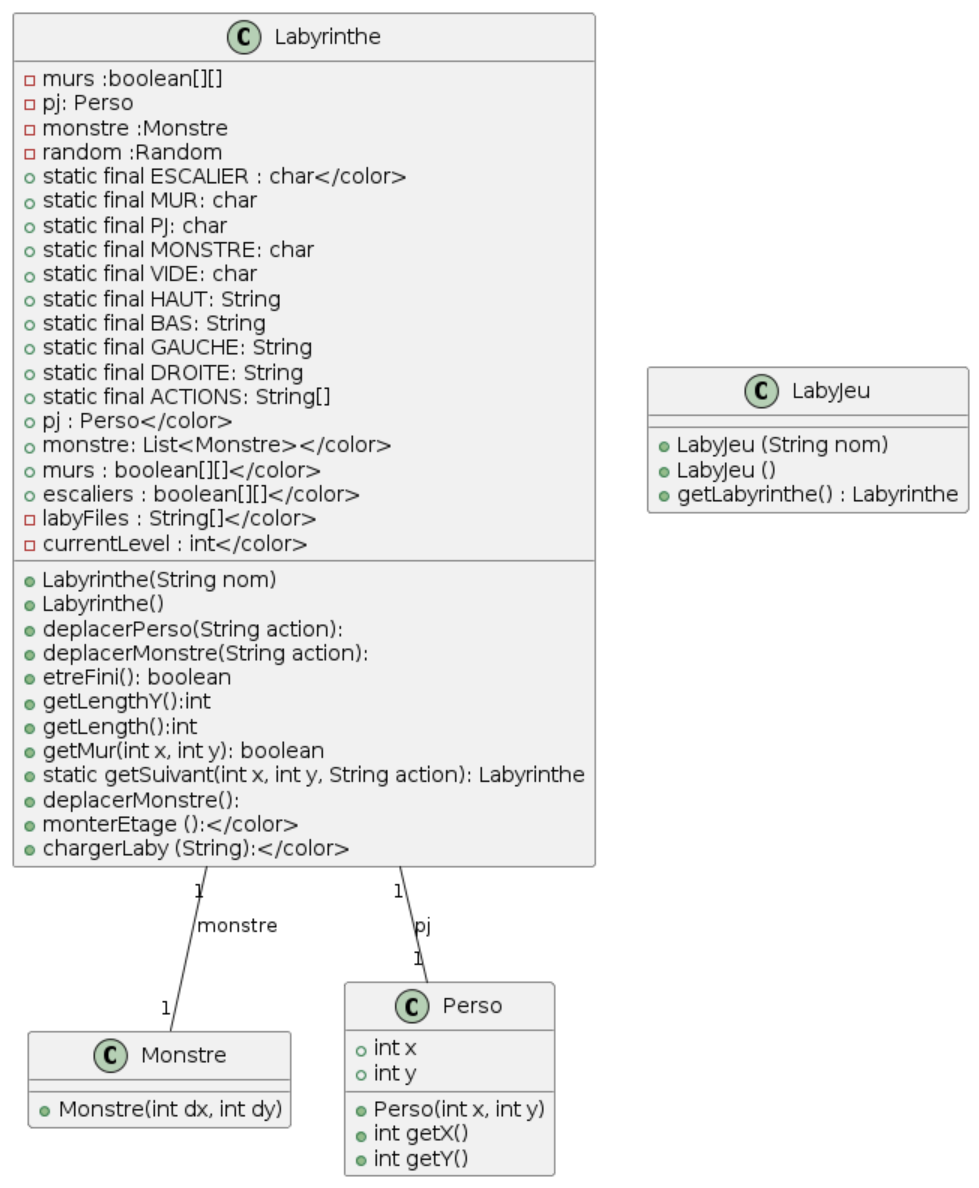 C Labyrinthe
murs :boolean[][]
pj: Perso
monstre :Monstre
random :Random
static final ESCALIER : char</color>
static final MUR: char
static final PJ: char
static final MONSTRE: char
static final VIDE: char
static final HAUT: String
static final BAS: String
static final GAUCHE: String
static final DROITE: String
static final ACTIONS: String[]
pj : Perso</color>
monstre: List<Monstre></color>
murs : boolean[][]</color>
escaliers : boolean[][]</color>
labyFiles : String[]</color>
currentLevel : int</color>
Labyrinthe(String nom)
Labyrinthe()
deplacerPerso(String action):
deplacerMonstre(String action):
etreFini(): boolean
getLengthY():int
getLength():int
getMur(int x, int y): boolean
static getSuivant(int x, int y, String action): Labyrinthe
deplacerMonstre():
monterEtage ():</color>
chargerLaby (String):</color>
C LabyJeu
LabyJeu (String nom)
LabyJeu ()
getLabyrinthe() : Labyrinthe
1
monstre
1
1
pj
1
C Monstre
Monstre(int dx, int dy)
C Perso
int x
int y
Perso(int x, int y)
int getX()
int getY()